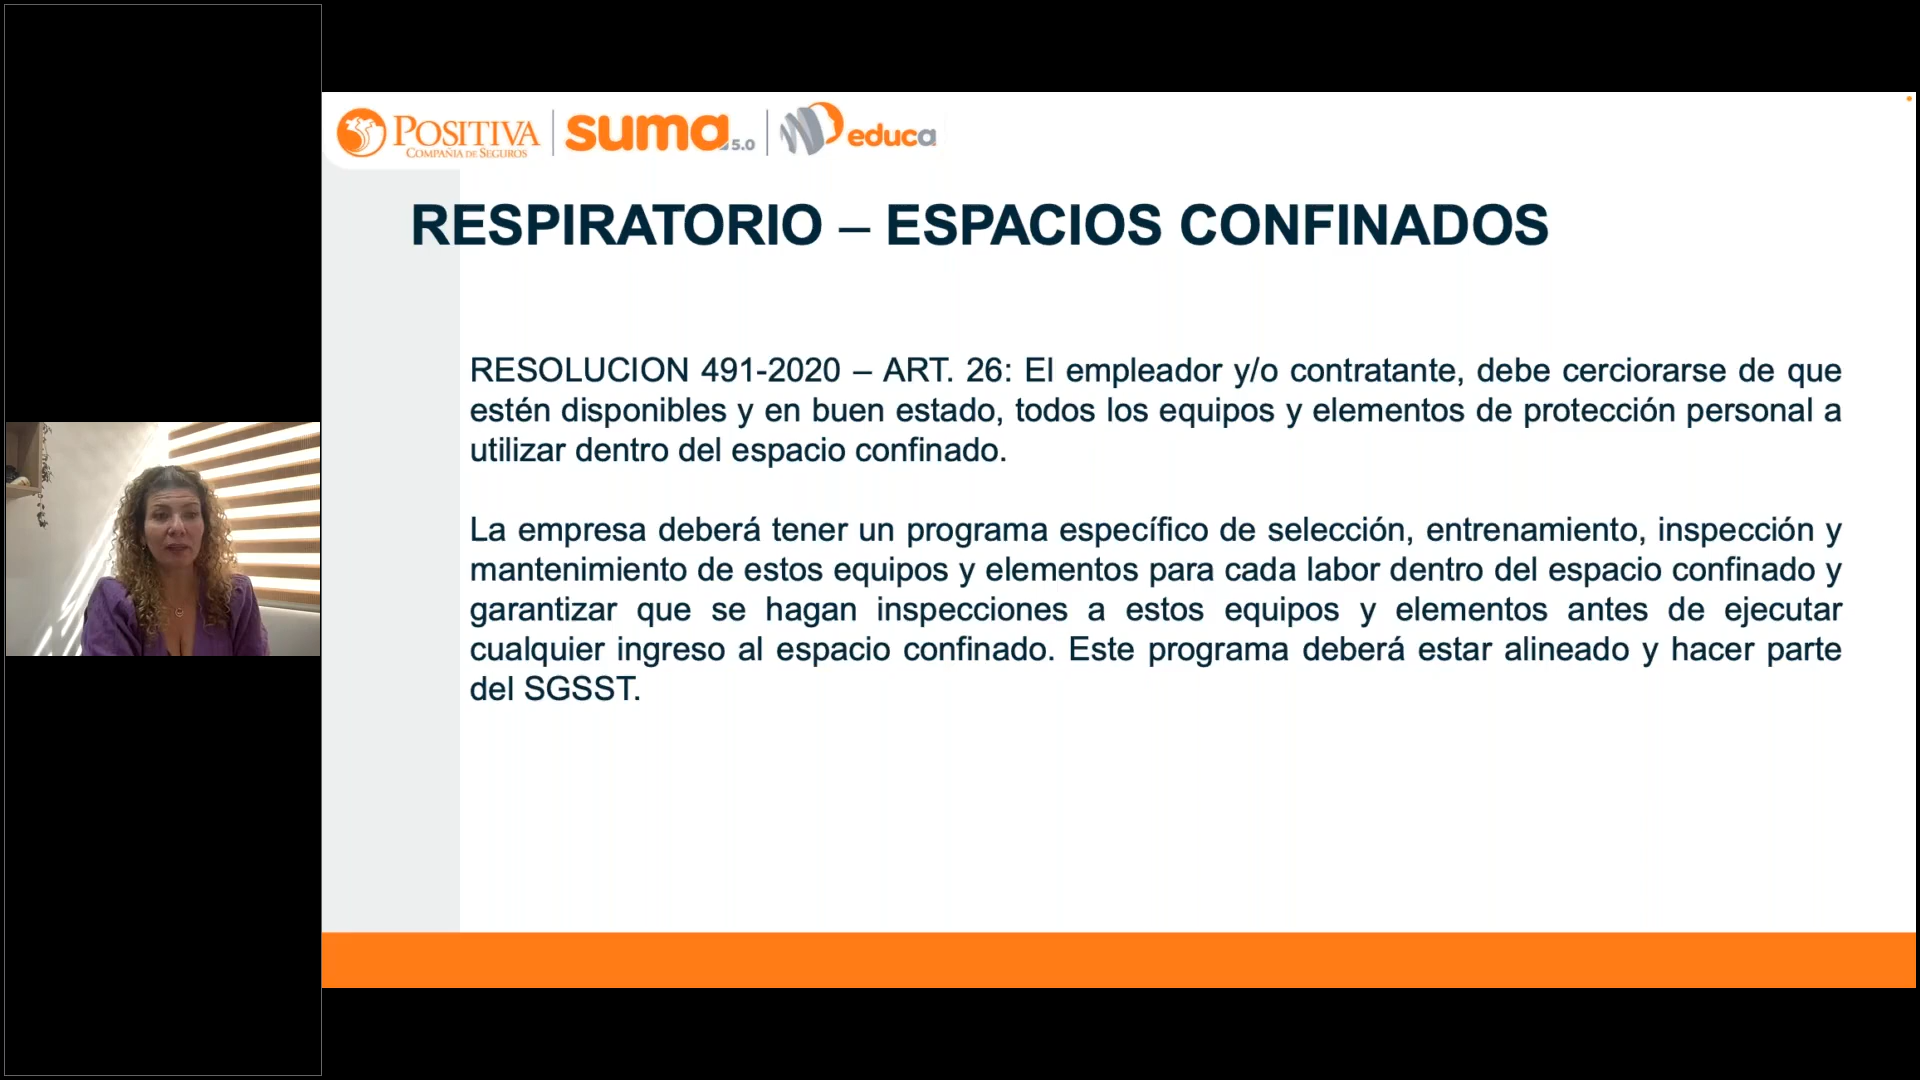 POSITIVA
COMPAÑIA DE SEGUROS
suma 5.0
educa
RESPIRATORIO – ESPACIOS CONFINADOS
RESOLUCION 491-2020 – ART. 26: El empleador y/o contratante, debe cerciorarse de que
estén disponibles y en buen estado, todos los equipos y elementos de protección personal a
utilizar dentro del espacio confinado.
La empresa deberá tener un programa específico de selección, entrenamiento, inspección y
mantenimiento de estos equipos y elementos para cada labor dentro del espacio confinado y
garantizar que se hagan inspecciones a estos equipos y elementos antes de ejecutar
cualquier ingreso al espacio confinado. Este programa deberá estar alineado y hacer parte
del SGSST.